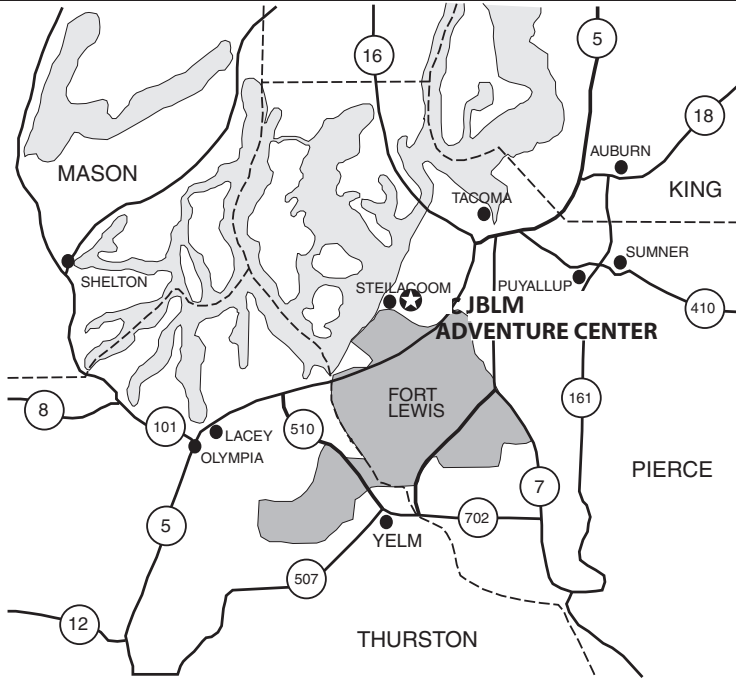 16
5
18
AUBURN
MASON
KING
TACOMA
SHELTON
SUMNER
STEILACOOM
PUYALLUP
JBLM
ADVENTURE CENTER
410
FORT
LEWIS
8
101
LACEY
510
161
OLYMPIA
PIERCE
5
7
702
YELM
507
12
THURSTON